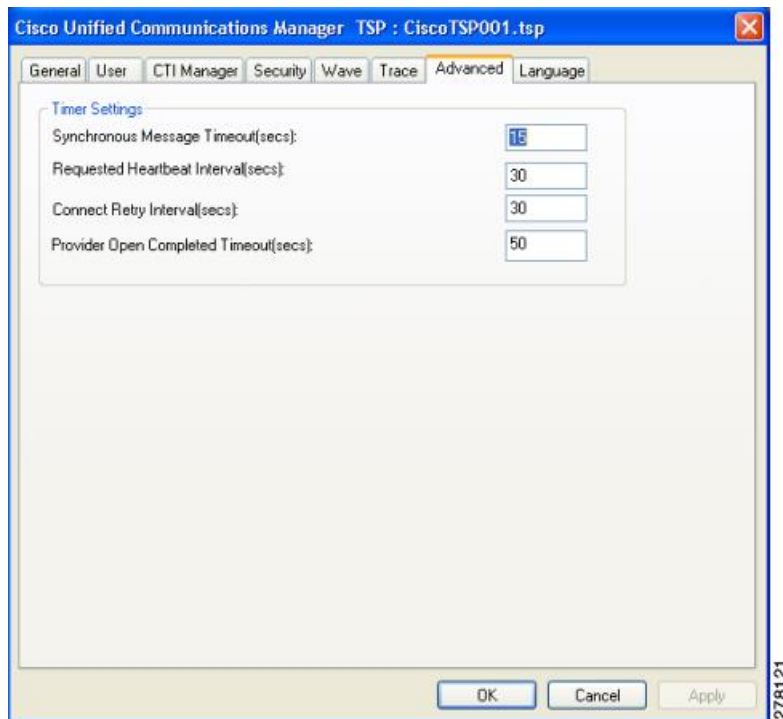 Cisco Unified Communications Manager TSP : CiscoTSP001.tsp
General User CTI Manager Security Wave Trace Advanced Language
Timer Settings
Synchronous Message Timeout(secs): 15
Requested Heartbeat Interval(secs): 30
Connect Retry Interval(secs): 30
Provider Open Completed Timeout(secs): 50
OK Cancel Apply
278121